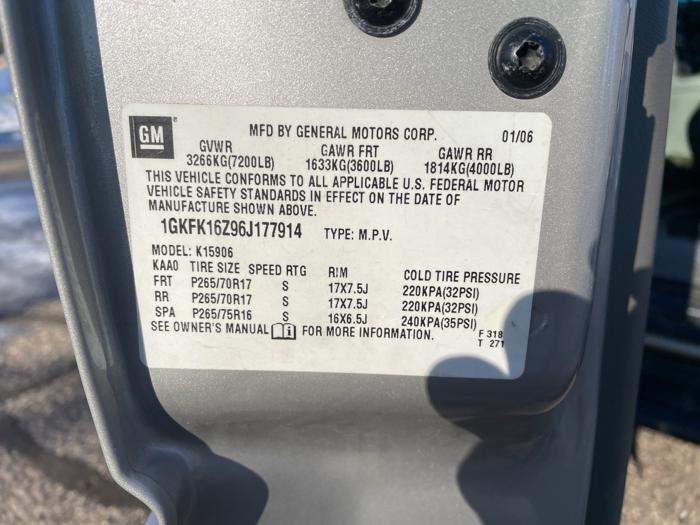 GM MFD BY GENERAL MOTORS CORP. 01/06
GVWR GAWR FRT GAWR RR
3266KG(7200LB) 1633KG(3600LB) 1814KG(4000LB)
THIS VEHICLE CONFORMS TO ALL APPLICABLE U.S. FEDERAL MOTOR
VEHICLE SAFETY STANDARDS IN EFFECT ON THE DATE OF
MANUFACTURE SHOWN ABOVE.
1GKFK16Z96J177914 TYPE: M.P.V.
MODEL: K15906
KAA0 TIRE SIZE SPEED RTG RIM COLD TIRE PRESSURE
FRT P265/70R17 S 17X7.5J 220KPA(32PSI)
RR P265/70R17 S 17X7.5J 220KPA(32PSI)
SPA P265/75R16 S 16X6.5J 240KPA(35PSI)
SEE OWNER'S MANUAL i FOR MORE INFORMATION. F 318
T 271